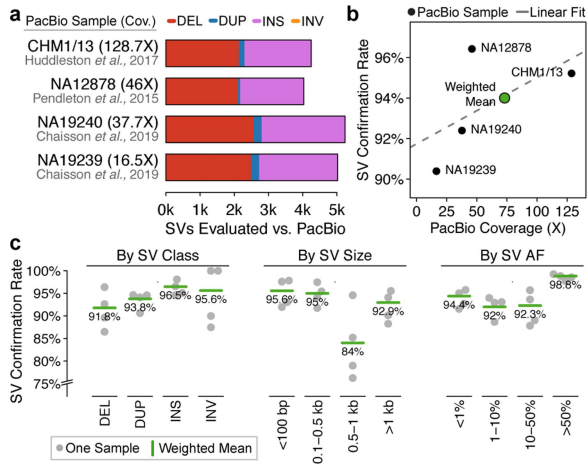 a
PacBio Sample (Cov.)
DEL DUP INS INV
CHM1/13 (128.7X)
Huddleston et al., 2017
NA12878 (46X)
Pendleton et al., 2015
NA19240 (37.7X)
Chaisson et al., 2019
NA19239 (16.5X)
Chaisson et al., 2019
0k 1k 2k 3k 4k 5k
SVs Evaluated vs. PacBio
b
PacBio Sample Linear Fit
SV Confirmation Rate
96%
94%
92%
90%
NA12878
CHM1/13
Weighted
Mean
NA19240
NA19239
0 25 50 75 100 125
PacBio Coverage (X)
c
SV Confirmation Rate
100%
95%
90%
85%
80%
75%
By SV Class
91.8%
93.8%
96.5%
95.6%
DEL
DUP
INS
INV
By SV Size
95.6%
95%
84%
92.9%
<100 bp
0.1–0.5 kb
0.5–1 kb
>1 kb
By SV AF
94.4%
92%
92.3%
98.8%
<1%
1–10%
10–50%
>50%
One Sample Weighted Mean